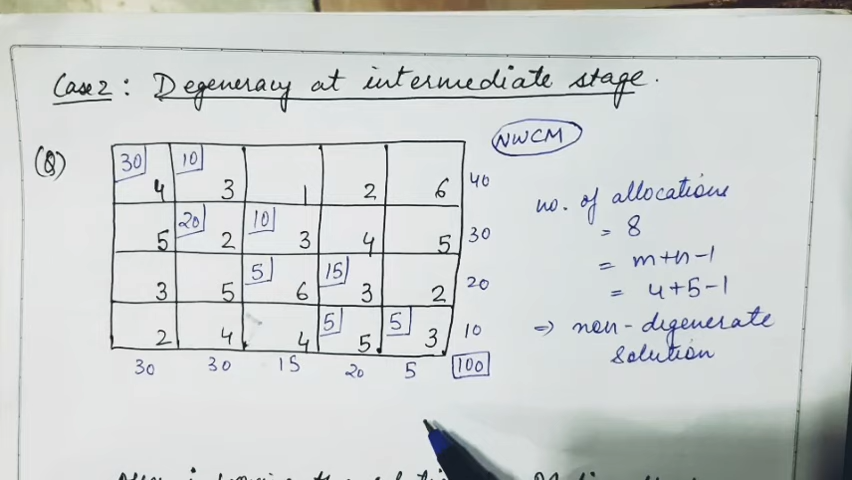 Case 2 : Degeneracy at intermediate stage.
(Q)
NWCM
30 10
4 3 1 2 6 40
20 10
5 2 3 4 5 30
5 15
3 5 6 3 2 20
5 5
2 4 4 5 3 10
30 30 15 20 5 100
no. of allocations
= 8
= m+n-1
= 4+5-1
⇒ non-degenerate
solution